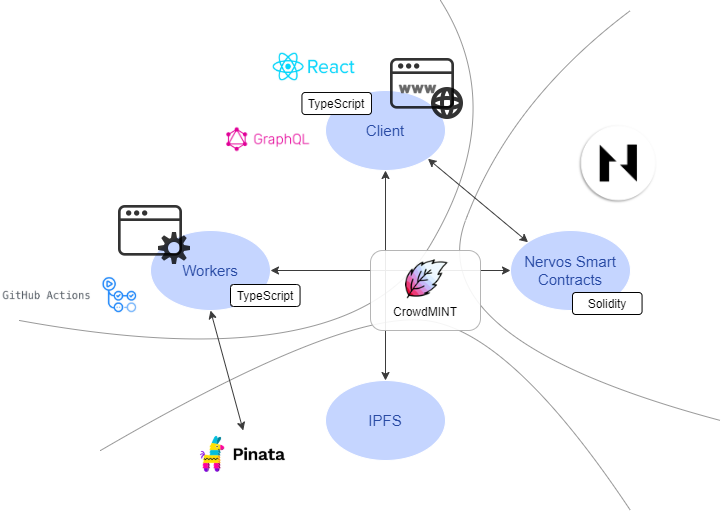 React
WWW
TypeScript
Client
GraphQL
Workers
TypeScript
GitHub Actions
Nervos Smart
Contracts
Solidity
CrowdMINT
IPFS
Pinata